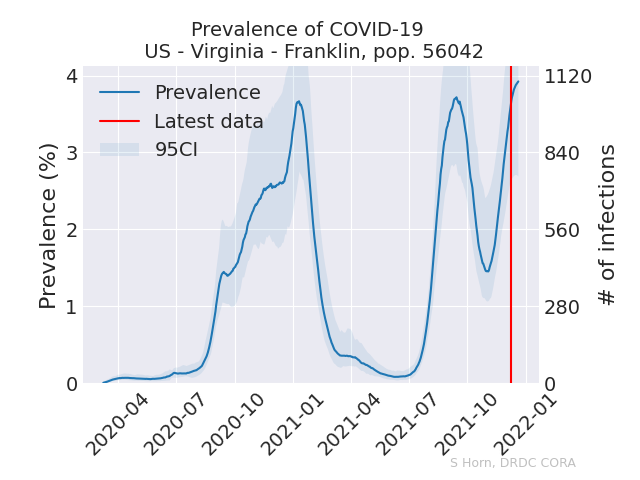 Prevalence of COVID-19
US - Virginia - Franklin, pop. 56042
Prevalence
Latest data
95CI
Prevalence (%)
4
3
2
1
0
1120
840
560
280
0
# of infections
2020-04
2020-07
2020-10
2021-01
2021-04
2021-07
2021-10
2022-01
S Horn, DRDC CORA